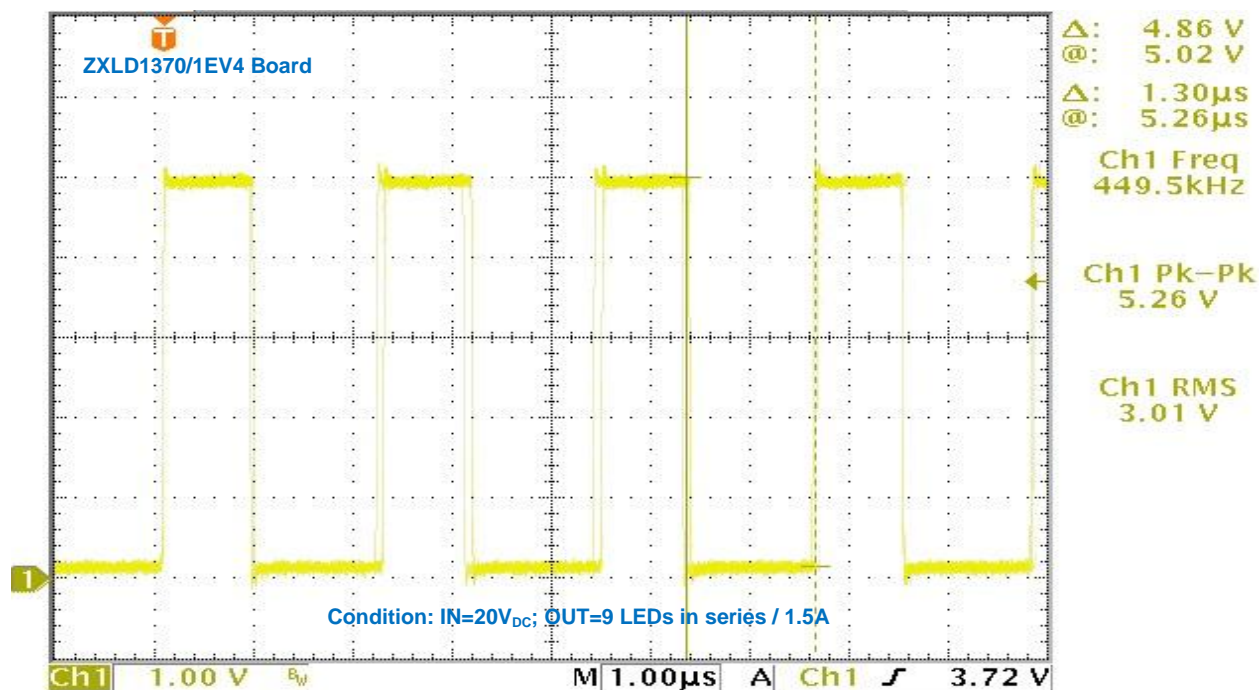 T
ZXLD1370/1EV4 Board
Δ: 4.86 V
@: 5.02 V
Δ: 1.30μs
@: 5.26μs
Ch1 Freq
449.5kHz
Ch1 Pk-Pk
5.26 V
Ch1 RMS
3.01 V
1
Condition: IN=20VDC; OUT=9 LEDs in series / 1.5A
Ch1 1.00 V BW M 1.00μs A Ch1 3.72 V